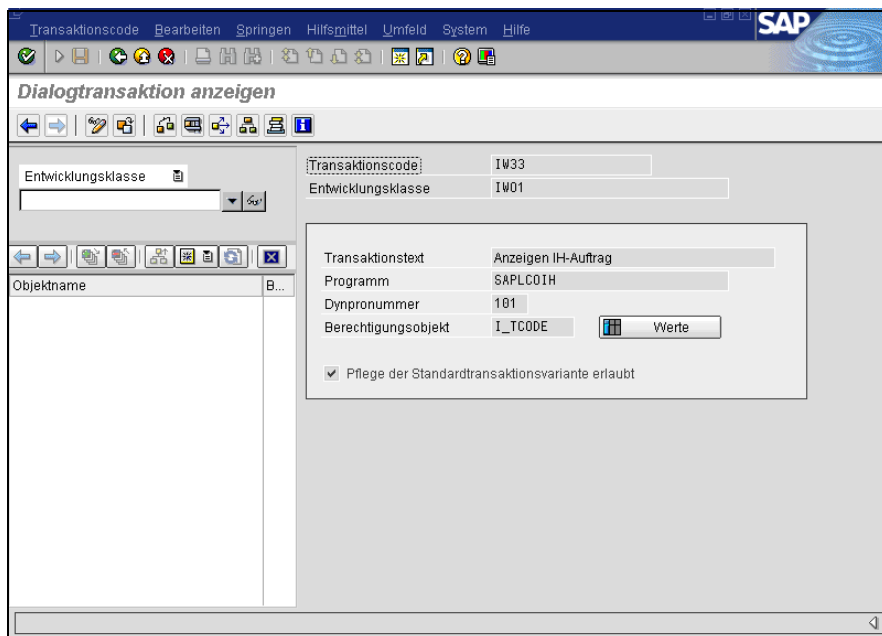 Transaktionscode Bearbeiten Springen Hilfsmittel Umfeld System Hilfe
SAP
Dialogtransaktion anzeigen
Entwicklungsklasse
Transaktionscode IW33
Entwicklungsklasse IW01
Transaktionstext Anzeigen IH-Auftrag
Programm SAPLCOIH
Dynpronummer 101
Berechtigungsobjekt I_TCODE Werte
Pflege der Standardtransaktionsvariante erlaubt
Objektname B...